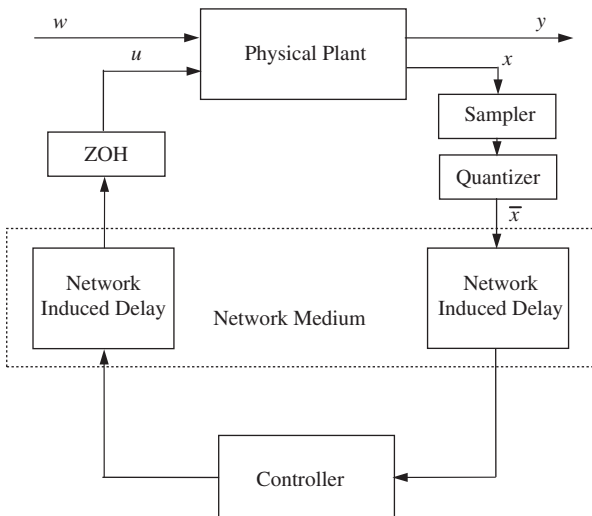 w
y
u
Physical Plant
x
Sampler
ZOH
Quantizer
x̄
Network
Induced Delay
Network
Induced Delay
Network Medium
Controller